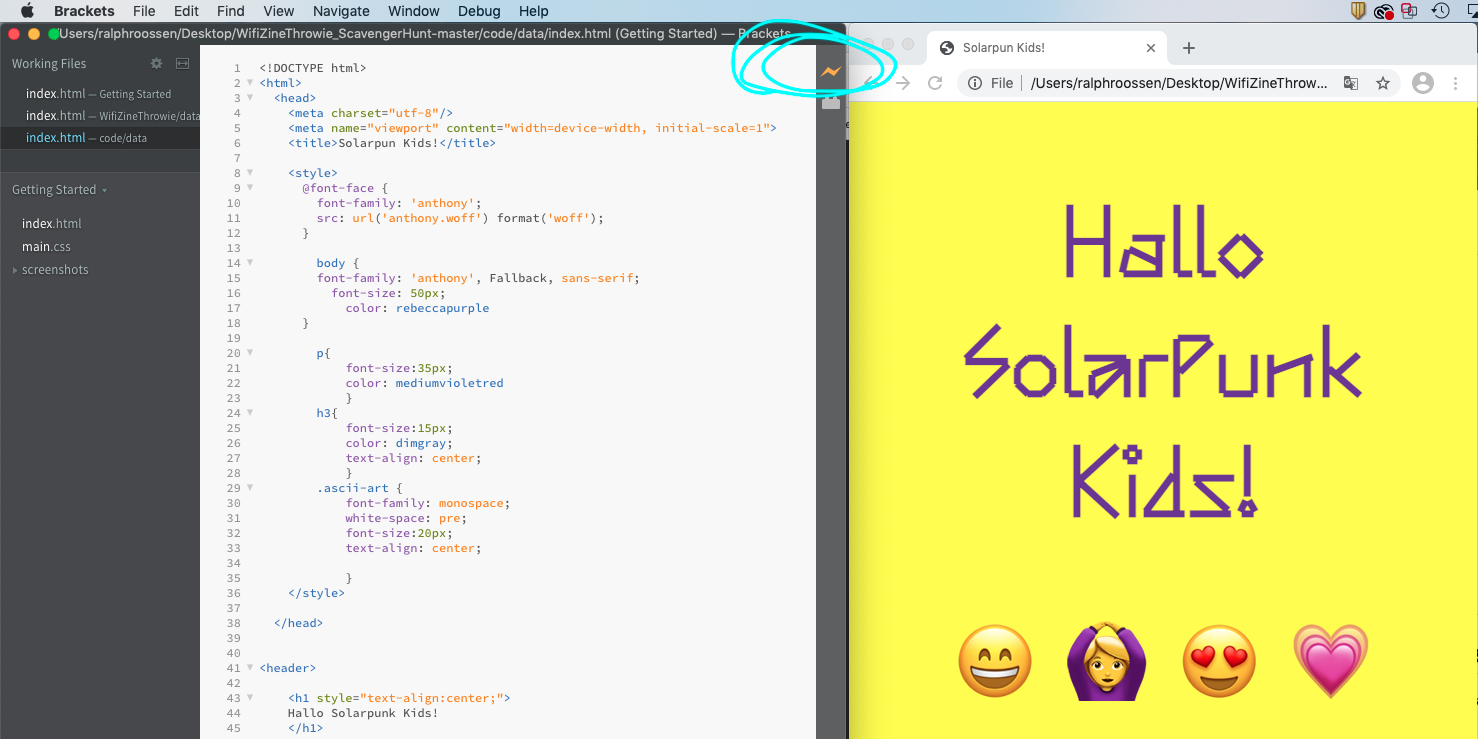 Brackets File Edit Find View Navigate Window Debug Help
/Users/ralphroossen/Desktop/WifiZineThrowie_ScavengerHunt-master/code/data/index.html (Getting Started) — Brackets
Working Files
index.html — Getting Started
index.html — WifiZineThrowie/data
index.html — code/data
Getting Started
index.html
main.css
screenshots
1 <!DOCTYPE html>
2 <html>
3 <head>
4 <meta charset="utf-8"/>
5 <meta name="viewport" content="width=device-width, initial-scale=1">
6 <title>Solarpun Kids!</title>
7
8 <style>
9 @font-face {
10 font-family: 'anthony';
11 src: url('anthony.woff') format('woff');
12 }
13
14 body {
15 font-family: 'anthony', Fallback, sans-serif;
16 font-size: 50px;
17 color: rebeccapurple
18 }
19
20 p{
21 font-size:35px;
22 color: mediumvioletred
23 }
24 h3{
25 font-size:15px;
26 color: dimgray;
27 text-align: center;
28 }
29 .ascii-art {
30 font-family: monospace;
31 white-space: pre;
32 font-size:20px;
33 text-align: center;
34
35 }
36 </style>
37
38 </head>
39
40
41 <header>
42
43 <h1 style="text-align:center;">
44 Hallo Solarpunk Kids!
45 </h1>
Solarpun Kids!
File /Users/ralphroossen/Desktop/WifiZineThrow...
Hallo
SolarPunk
Kids!